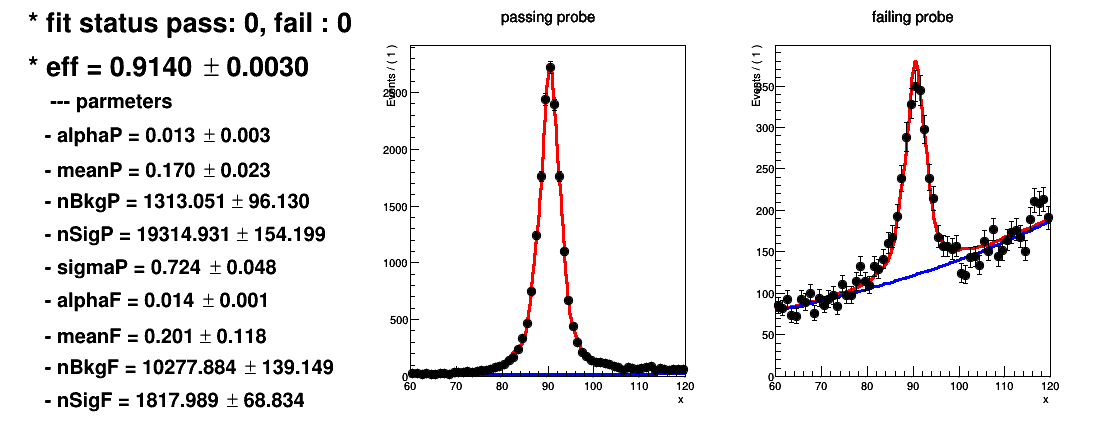 * fit status pass: 0, fail : 0
* eff = 0.9140 ± 0.0030
--- parmeters
- alphaP = 0.013 ± 0.003
- meanP = 0.170 ± 0.023
- nBkgP = 1313.051 ± 96.130
- nSigP = 19314.931 ± 154.199
- sigmaP = 0.724 ± 0.048
- alphaF = 0.014 ± 0.001
- meanF = 0.201 ± 0.118
- nBkgF = 10277.884 ± 139.149
- nSigF = 1817.989 ± 68.834
passing probe
Events / ( 1 )
2500
2000
1500
1000
500
0
60 70 80 90 100 110 120
x
failing probe
Events / ( 1 )
350
300
250
200
150
100
50
0
60 70 80 90 100 110 120
x